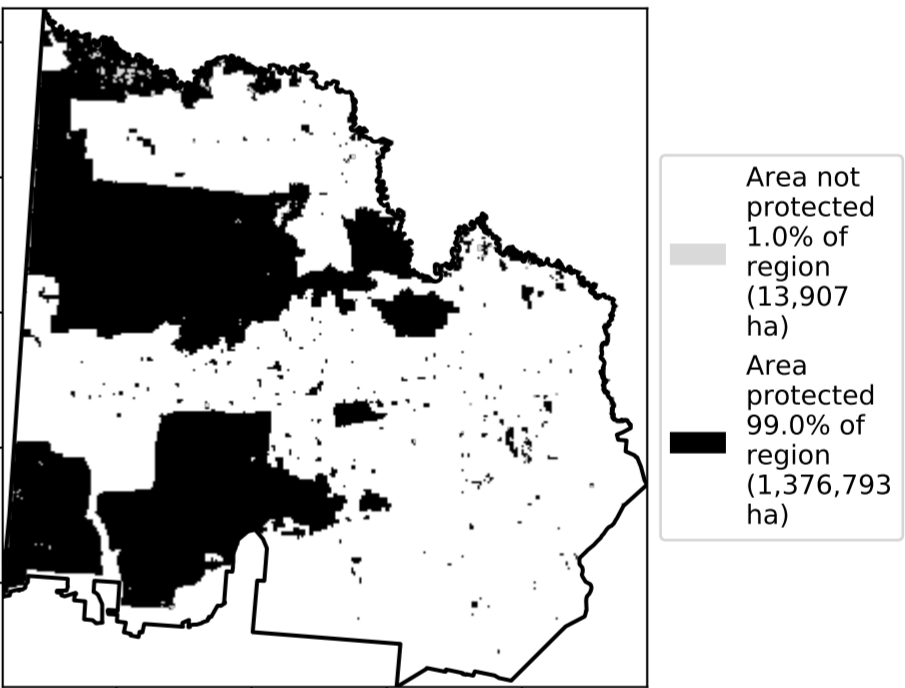 Area not
protected
1.0% of
region
(13,907
ha)
Area
protected
99.0% of
region
(1,376,793
ha)